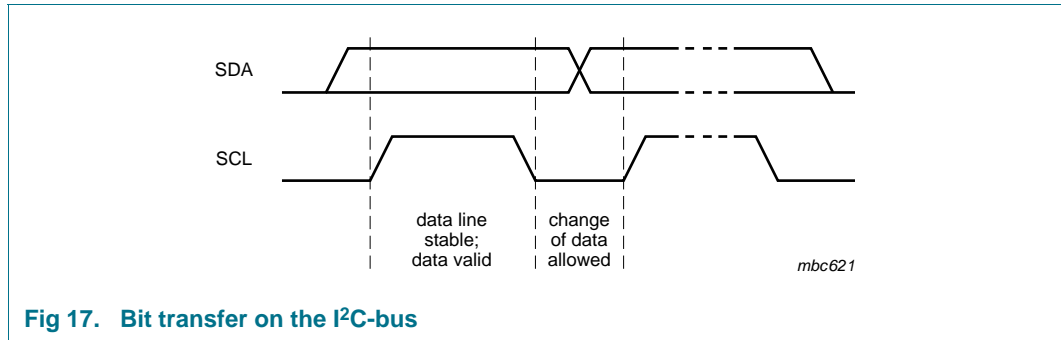 SDA
SCL
data line
stable;
data valid
change
of data
allowed
mbc621
Fig 17. Bit transfer on the I²C-bus